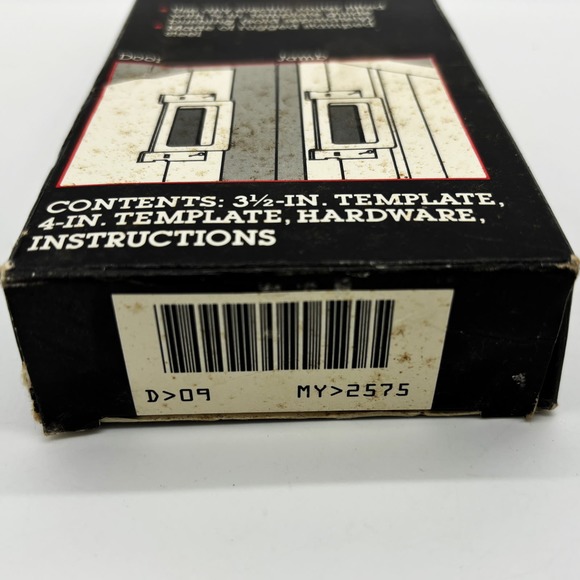 Door
Jamb
CONTENTS: 3½-IN. TEMPLATE,
4-IN. TEMPLATE, HARDWARE,
INSTRUCTIONS
D>09 MY>2575